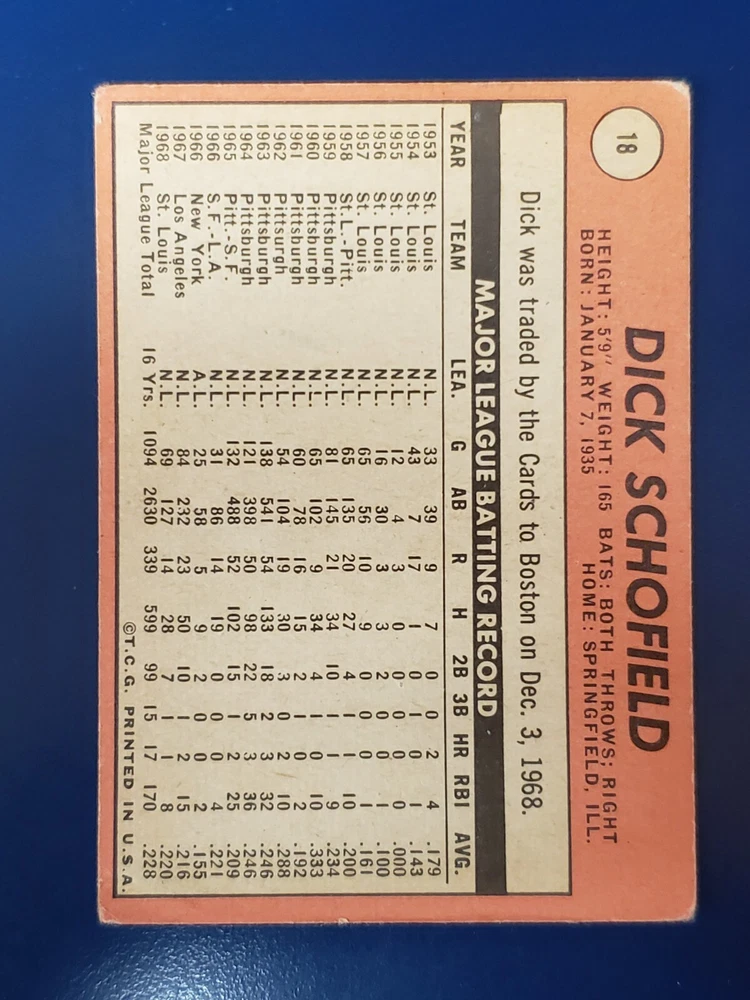 18
DICK SCHOFIELD
HEIGHT: 5'9" WEIGHT: 165 BATS: BOTH THROWS: RIGHT
BORN: JANUARY 7, 1935 HOME: SPRINGFIELD, ILL.
Dick was traded by the Cards to Boston on Dec. 3, 1968.
MAJOR LEAGUE BATTING RECORD
YEAR TEAM LEA. G AB R H 2B 3B HR RBI AVG.
1953 St. Louis N.L. 33 39 9 7 0 0 2 4 .179
1954 St. Louis N.L. 43 7 17 1 0 1 0 1 .143
1955 St. Louis N.L. 12 4 3 0 0 0 0 0 .000
1956 St. Louis N.L. 16 30 3 3 2 0 0 1 .100
1957 St. Louis N.L. 65 56 10 9 0 0 0 1 .161
1958 St.L.-Pitt. N.L. 65 135 20 27 4 1 1 10 .200
1959 Pittsburgh N.L. 81 145 21 34 10 1 1 9 .234
1960 Pittsburgh N.L. 65 102 9 34 4 1 0 10 .333
1961 Pittsburgh N.L. 60 78 16 15 2 1 0 2 .192
1962 Pittsurgh N.L. 54 104 19 30 3 0 2 10 .288
1963 Pittsburgh N.L. 138 541 54 133 18 2 3 32 .246
1964 Pittsburgh N.L. 121 398 50 98 22 5 3 36 .246
1965 Pitt.-S.F. N.L. 132 488 52 102 15 1 2 25 .209
1966 S.F.-L.A. N.L. 31 86 14 19 0 0 0 4 .221
1966 New York A.L. 25 58 5 9 2 0 0 2 .155
1967 Los Angeles N.L. 84 232 23 50 10 1 2 15 .216
1968 St. Louis N.L. 69 127 14 28 7 1 1 8 .220
Major League Total 16 Yrs. 1094 2630 339 599 99 15 17 170 .228
©T.C.G. PRINTED IN U.S.A.